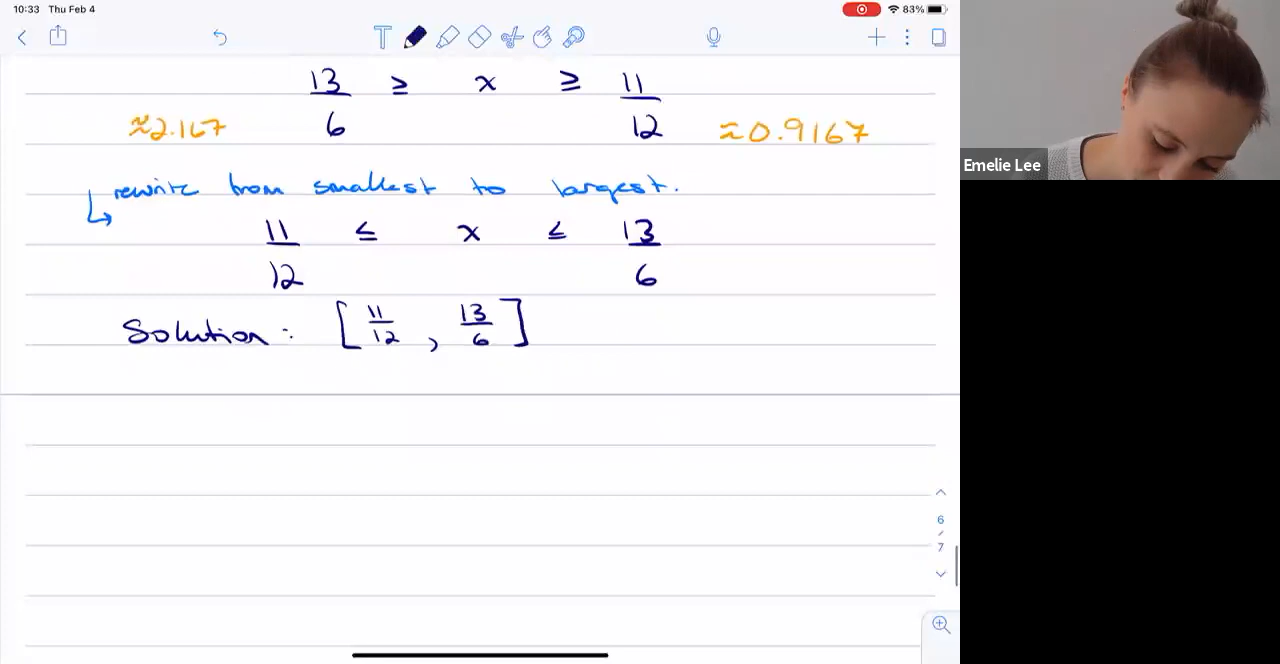 10:33 Thu Feb 4
83%
13/6 ≥ x ≥ 11/12
≈2.167 ≈0.9167
rewrite from smallest to largest.
11/12 ≤ x ≤ 13/6
Solution: [11/12, 13/6]
Emelie Lee
6/7